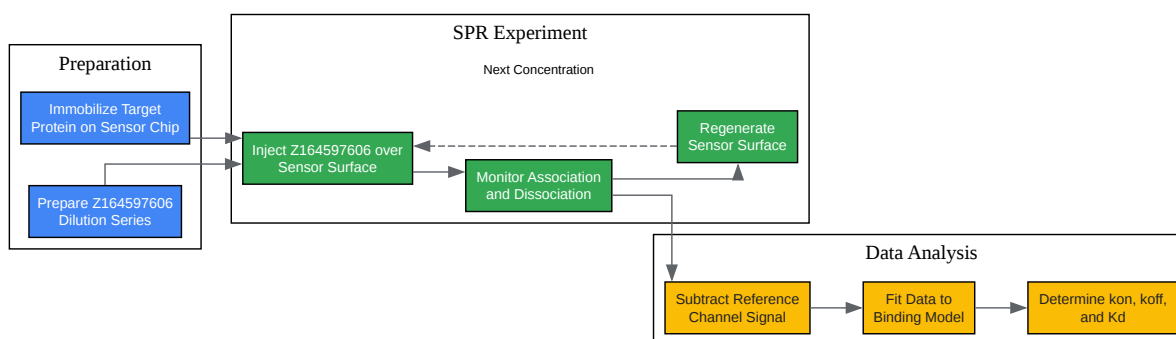 Preparation
Immobilize Target
Protein on Sensor Chip
Prepare Z164597606
Dilution Series
SPR Experiment
Next Concentration
Inject Z164597606 over
Sensor Surface
Monitor Association
and Dissociation
Regenerate
Sensor Surface
Data Analysis
Subtract Reference
Channel Signal
Fit Data to
Binding Model
Determine kon, koff,
and Kd